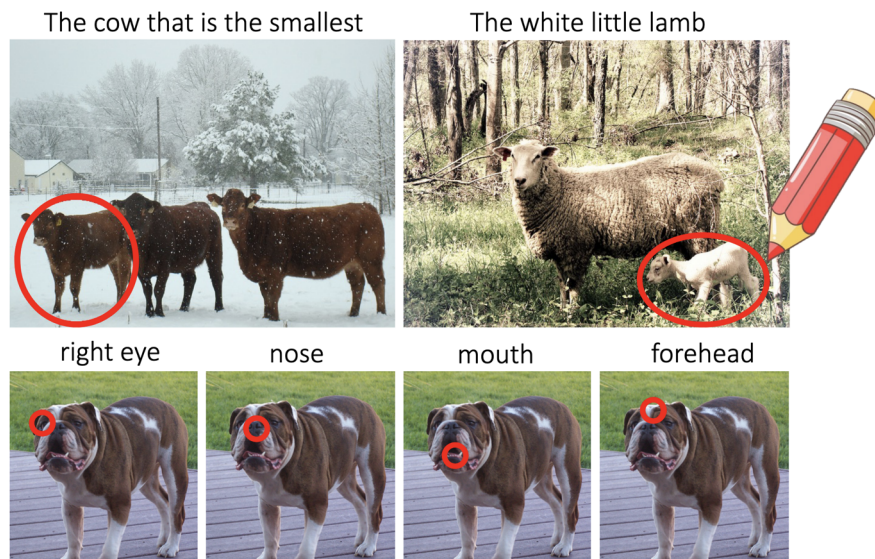 The cow that is the smallest
The white little lamb
right eye
nose
mouth
forehead